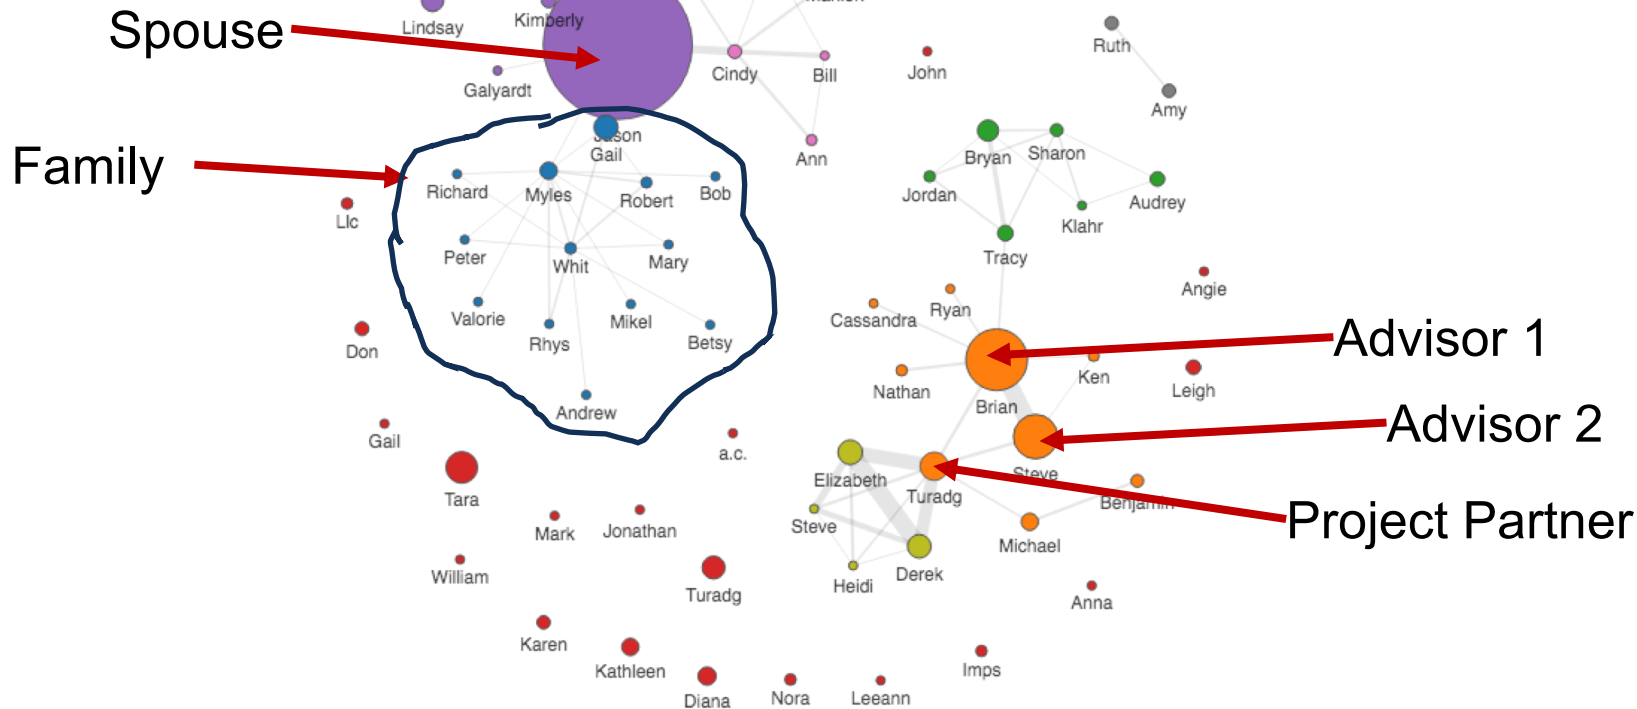 Spouse
Lindsay
Kimberly
Galyardt
Cindy
Bill
John
Ruth
Amy
Family
Jason
Gail
Ann
Bryan
Sharon
Richard
Myles
Robert
Bob
Jordan
Klahr
Audrey
Llc
Peter
Whit
Mary
Tracy
Angie
Valorie
Rhys
Mikel
Betsy
Cassandra
Ryan
Don
Advisor 1
Nathan
Brian
Ken
Leigh
Andrew
Gail
a.c.
Advisor 2
Tara
Elizabeth
Turadg
Steve
Benjamin
Mark
Jonathan
Steve
Michael
Project Partner
William
Turadg
Heidi
Derek
Anna
Karen
Kathleen
Diana
Nora
Leeann
Imps